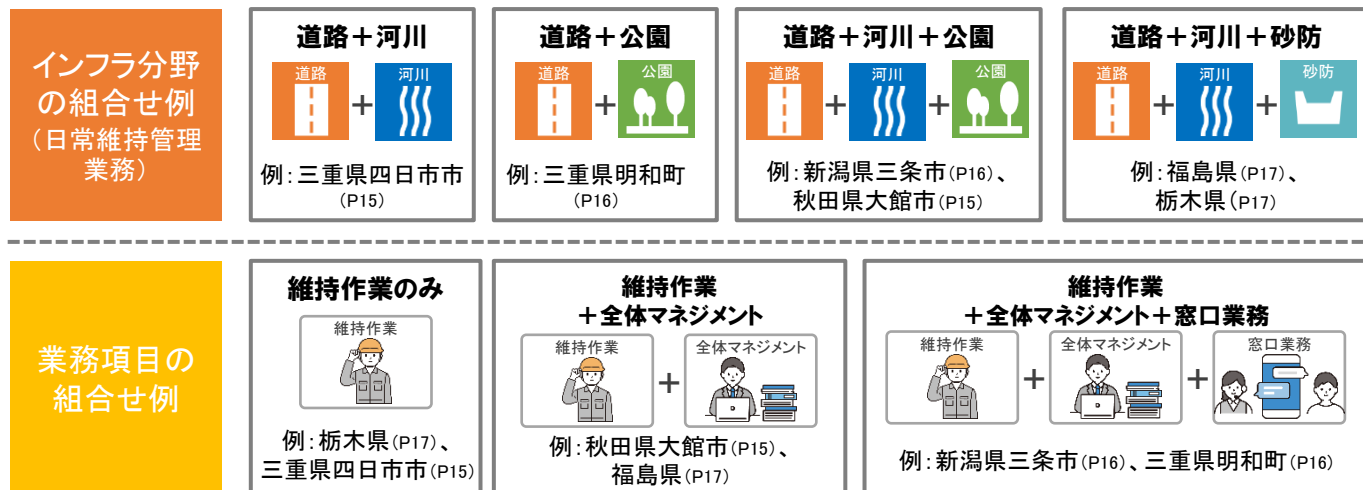 インフラ分野
の組合せ例
（日常維持管理
業務）
道路＋河川
道路
＋
河川
例：三重県四日市市
(P15)
道路＋公園
道路
＋
公園
例：三重県明和町
(P16)
道路＋河川＋公園
道路
＋
河川
＋
公園
例：新潟県三条市(P16)、
秋田県大館市(P15)
道路＋河川＋砂防
道路
＋
河川
＋
砂防
例：福島県(P17)、
栃木県(P17)
業務項目の
組合せ例
維持作業のみ
維持作業
例：栃木県(P17)、
三重県四日市市(P15)
維持作業
＋全体マネジメント
維持作業
＋
全体マネジメント
例：秋田県大館市(P15)、
福島県(P17)
維持作業
＋全体マネジメント＋窓口業務
維持作業
＋
全体マネジメント
＋
窓口業務
例：新潟県三条市(P16)、三重県明和町(P16)